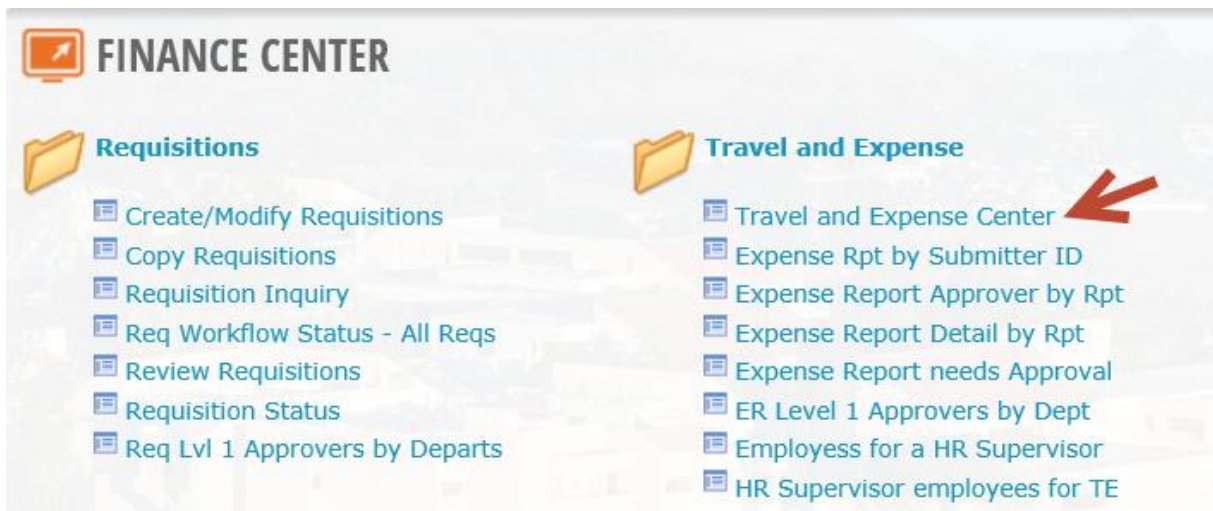 FINANCE CENTER
Requisitions
Create/Modify Requisitions
Copy Requisitions
Requisition Inquiry
Req Workflow Status - All Reqs
Review Requisitions
Requisition Status
Req Lvl 1 Approvers by Departs
Travel and Expense
Travel and Expense Center
Expense Rpt by Submitter ID
Expense Report Approver by Rpt
Expense Report Detail by Rpt
Expense Report needs Approval
ER Level 1 Approvers by Dept
Employess for a HR Supervisor
HR Supervisor employees for TE